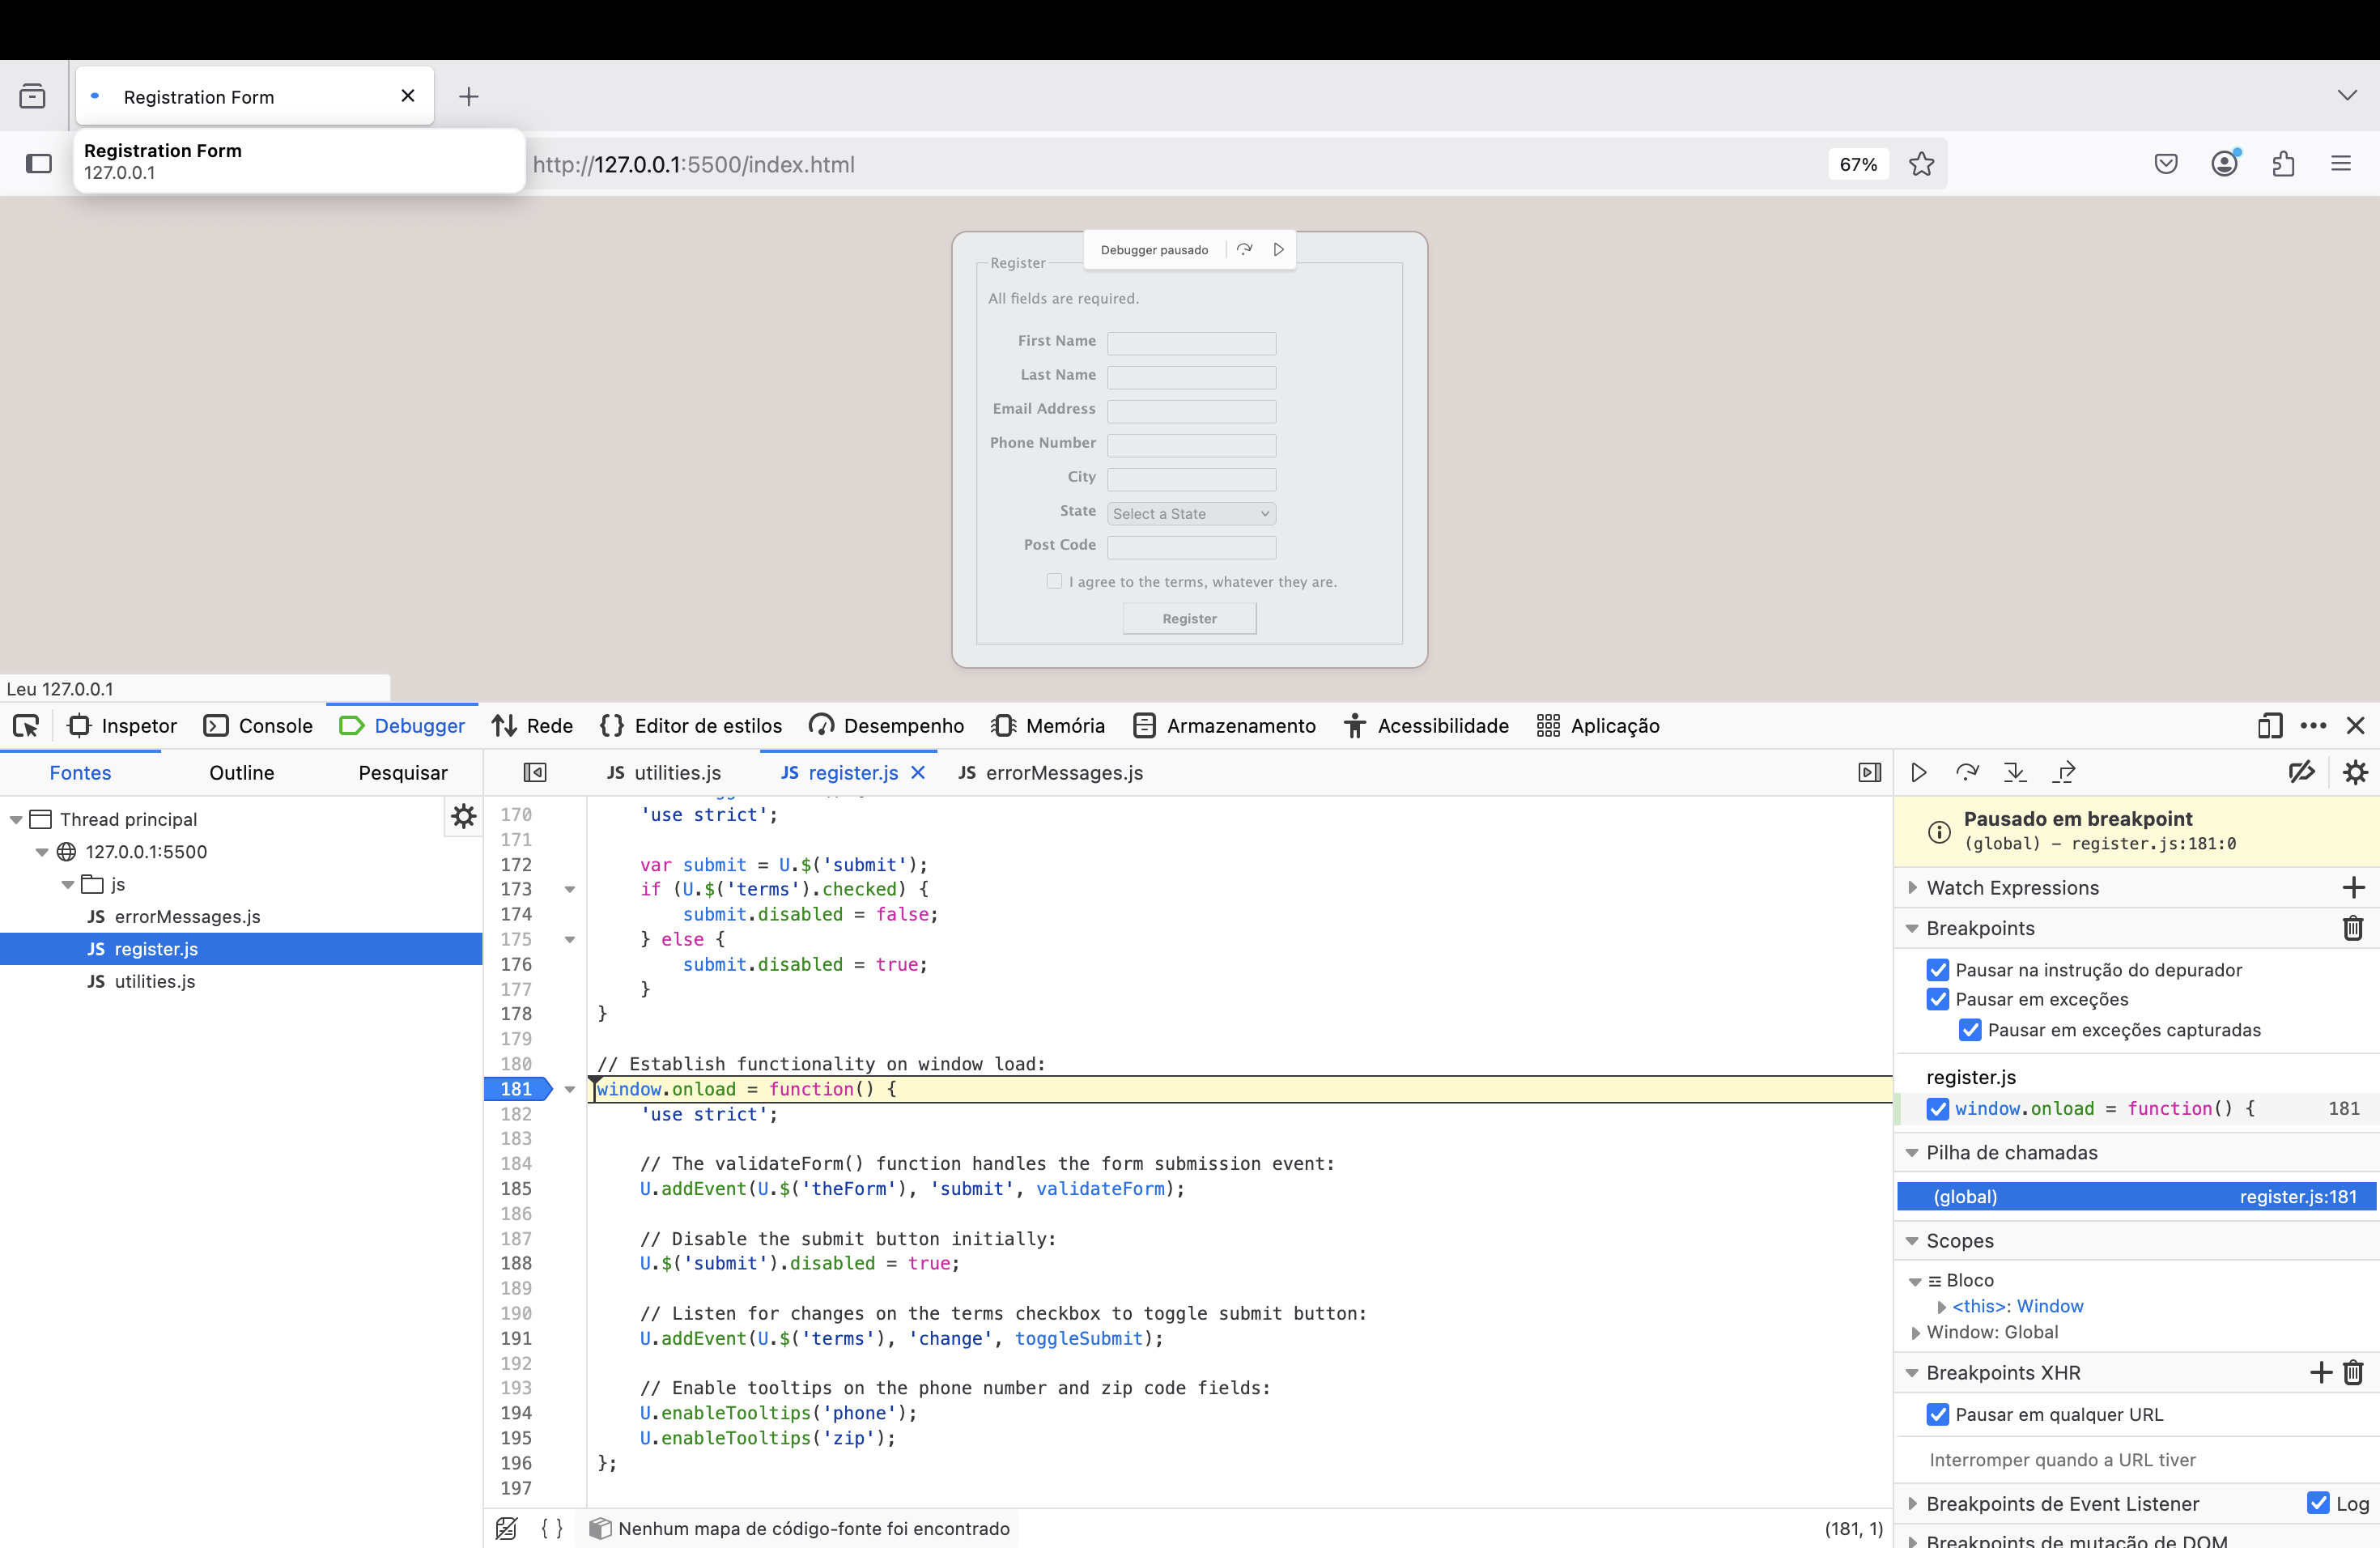 Registration Form
Registration Form
127.0.0.1
http://127.0.0.1:5500/index.html
67%
Debugger pausado
Register
All fields are required.
First Name
Last Name
Email Address
Phone Number
City
State
Select a State
Post Code
I agree to the terms, whatever they are.
Register
Leu 127.0.0.1
Inspetor
Console
Debugger
Rede
Editor de estilos
Desempenho
Memória
Armazenamento
Acessibilidade
Aplicação
Fontes
Outline
Pesquisar
Thread principal
127.0.0.1:5500
js
JS errorMessages.js
JS register.js
JS utilities.js
JS utilities.js
JS register.js
JS errorMessages.js
170 'use strict';
171
172 var submit = U.$('submit');
173 if (U.$('terms').checked) {
174 submit.disabled = false;
175 } else {
176 submit.disabled = true;
177 }
178 }
179
180 // Establish functionality on window load:
181 window.onload = function() {
182 'use strict';
183
184 // The validateForm() function handles the form submission event:
185 U.addEvent(U.$('theForm'), 'submit', validateForm);
186
187 // Disable the submit button initially:
188 U.$('submit').disabled = true;
189
190 // Listen for changes on the terms checkbox to toggle submit button:
191 U.addEvent(U.$('terms'), 'change', toggleSubmit);
192
193 // Enable tooltips on the phone number and zip code fields:
194 U.enableTooltips('phone');
195 U.enableTooltips('zip');
196 };
197
{ } Nenhum mapa de código-fonte foi encontrado
(181, 1)
Pausado em breakpoint
(global) – register.js:181:0
Watch Expressions
Breakpoints
Pausar na instrução do depurador
Pausar em exceções
Pausar em exceções capturadas
register.js
window.onload = function() { 181
Pilha de chamadas
(global) register.js:181
Scopes
Bloco
<this>: Window
Window: Global
Breakpoints XHR
Pausar em qualquer URL
Interromper quando a URL tiver
Breakpoints de Event Listener Log
Breakpoints de mutação de DOM